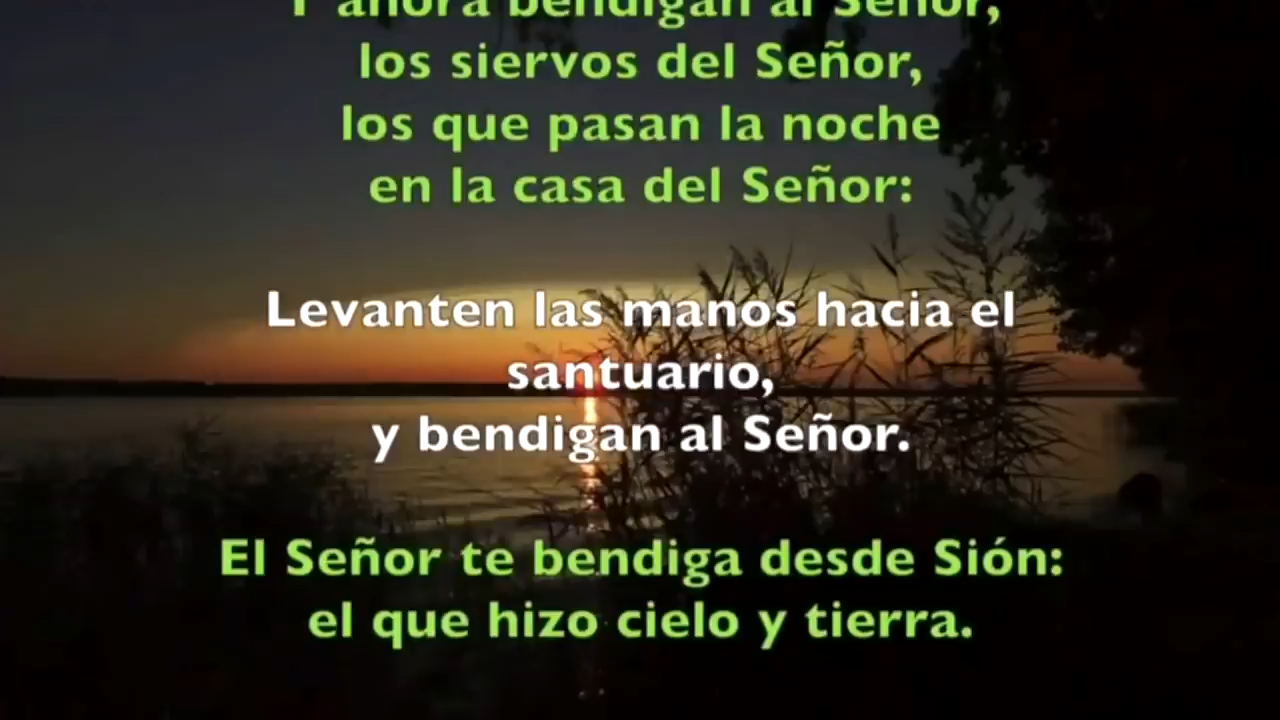 Y ahora bendigan al Señor,
los siervos del Señor,
los que pasan la noche
en la casa del Señor:
Levanten las manos hacia el
santuario,
y bendigan al Señor.
El Señor te bendiga desde Sión:
el que hizo cielo y tierra.